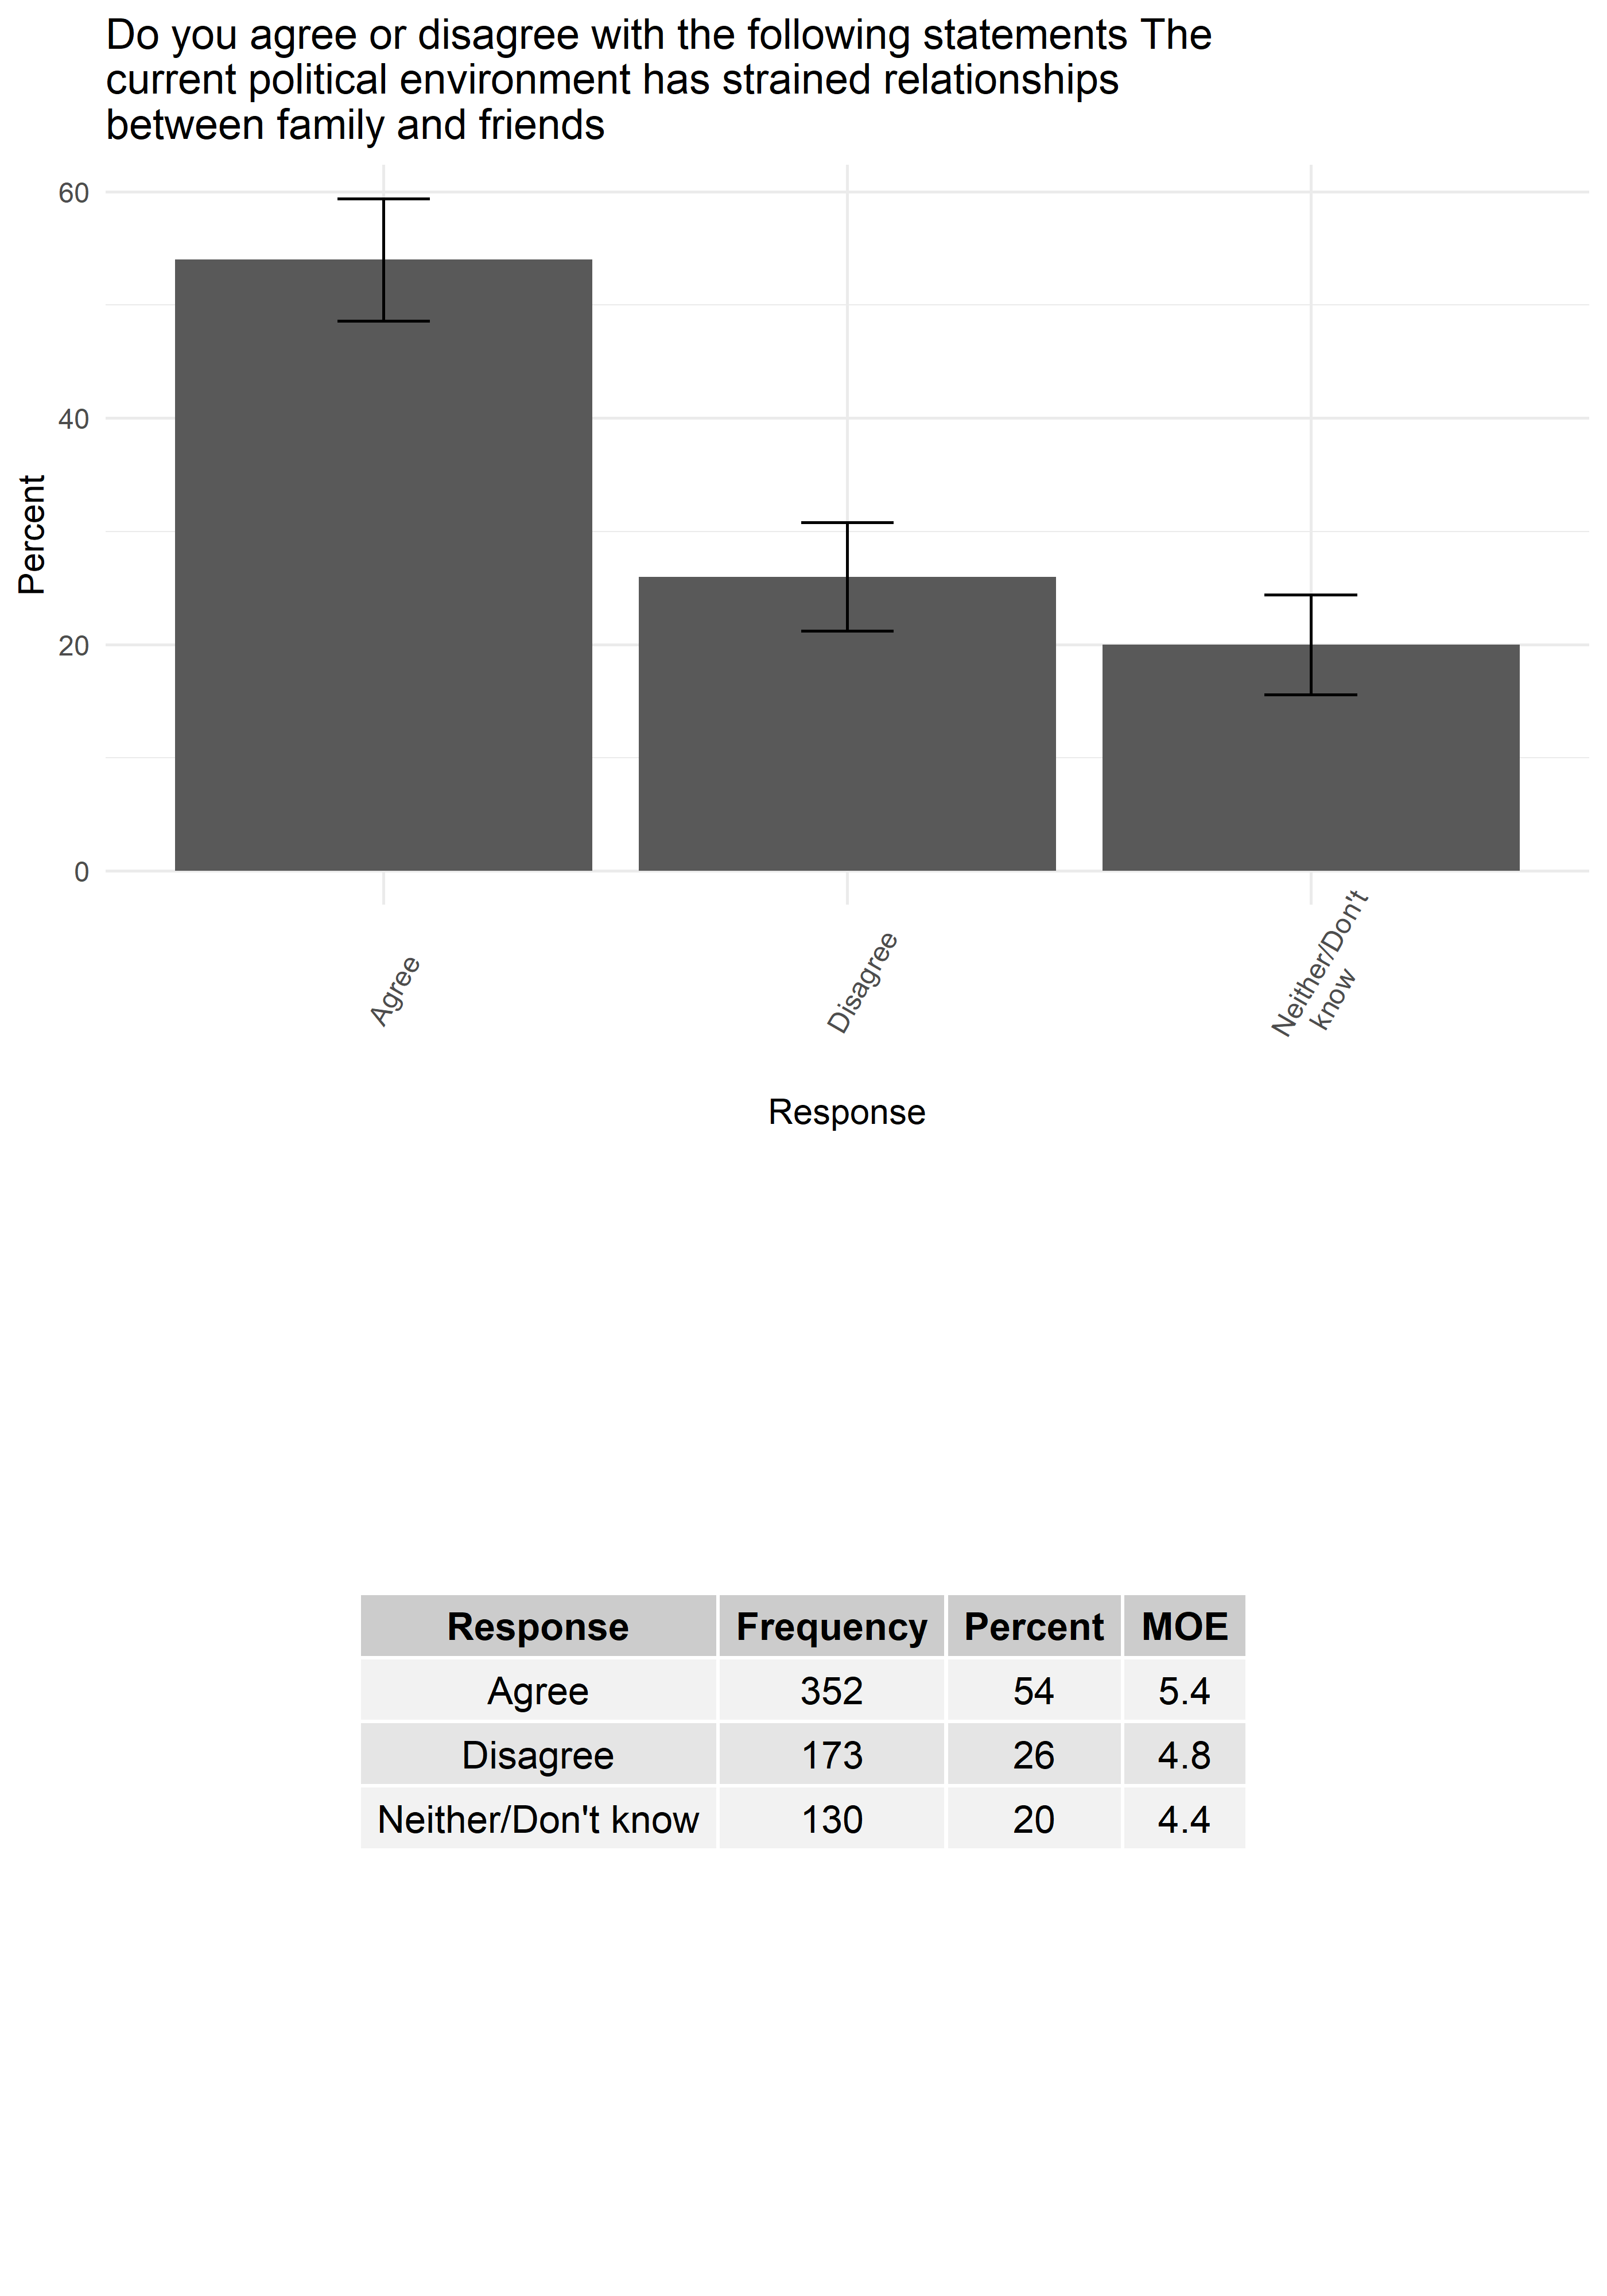 Do you agree or disagree with the following statements The
current political environment has strained relationships
between family and friends
60
40
20
0
Percent
Agree
Disagree
Neither/Don't
know
Response
Response Frequency Percent MOE
Agree 352 54 5.4
Disagree 173 26 4.8
Neither/Don't know 130 20 4.4